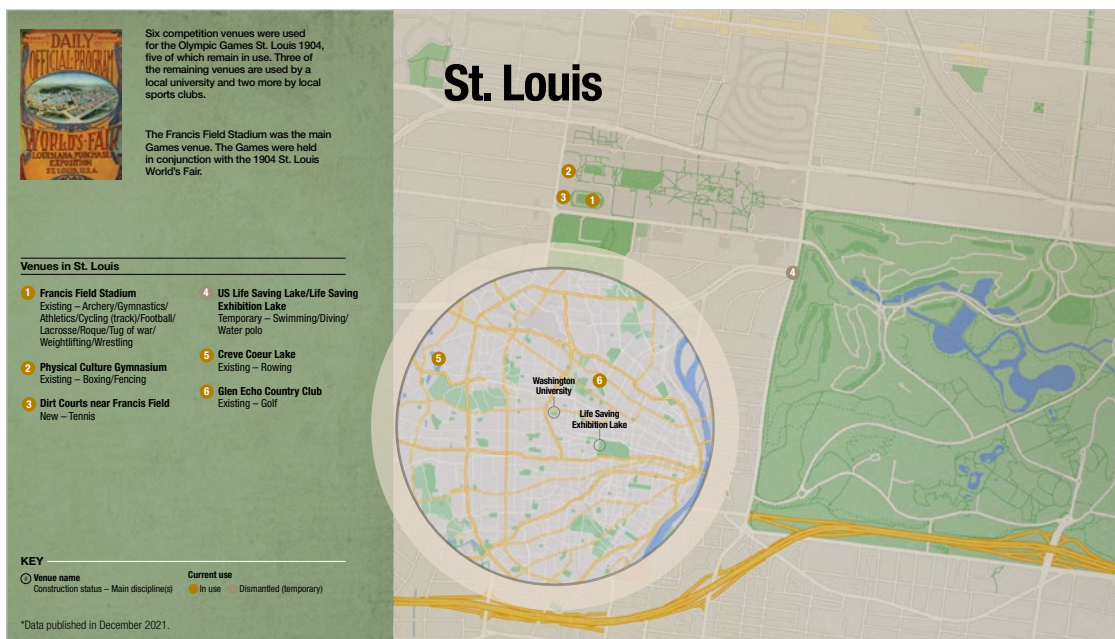 DAILY
OFFICIAL·PROGRAM
WORLD'S-FAIR
LOUISIANA PURCHASE
EXPOSITION
ST. LOUIS, U.S.A.
Six competition venues were used
for the Olympic Games St. Louis 1904,
five of which remain in use. Three of
the remaining venues are used by a
local university and two more by local
sports clubs.
The Francis Field Stadium was the main
Games venue. The Games were held
in conjunction with the 1904 St. Louis
World's Fair.
St. Louis
Venues in St. Louis
1 Francis Field Stadium
Existing – Archery/Gymnastics/
Athletics/Cycling (track)/Football/
Lacrosse/Roque/Tug of war/
Weightlifting/Wrestling
2 Physical Culture Gymnasium
Existing – Boxing/Fencing
3 Dirt Courts near Francis Field
New – Tennis
4 US Life Saving Lake/Life Saving
Exhibition Lake
Temporary – Swimming/Diving/
Water polo
5 Creve Coeur Lake
Existing – Rowing
6 Glen Echo Country Club
Existing – Golf
2
3
1
4
5
6
Washington
University
Life Saving
Exhibition Lake
KEY
# Venue name
Construction status – Main discipline(s)
Current use
In use
Dismantled (temporary)
*Data published in December 2021.